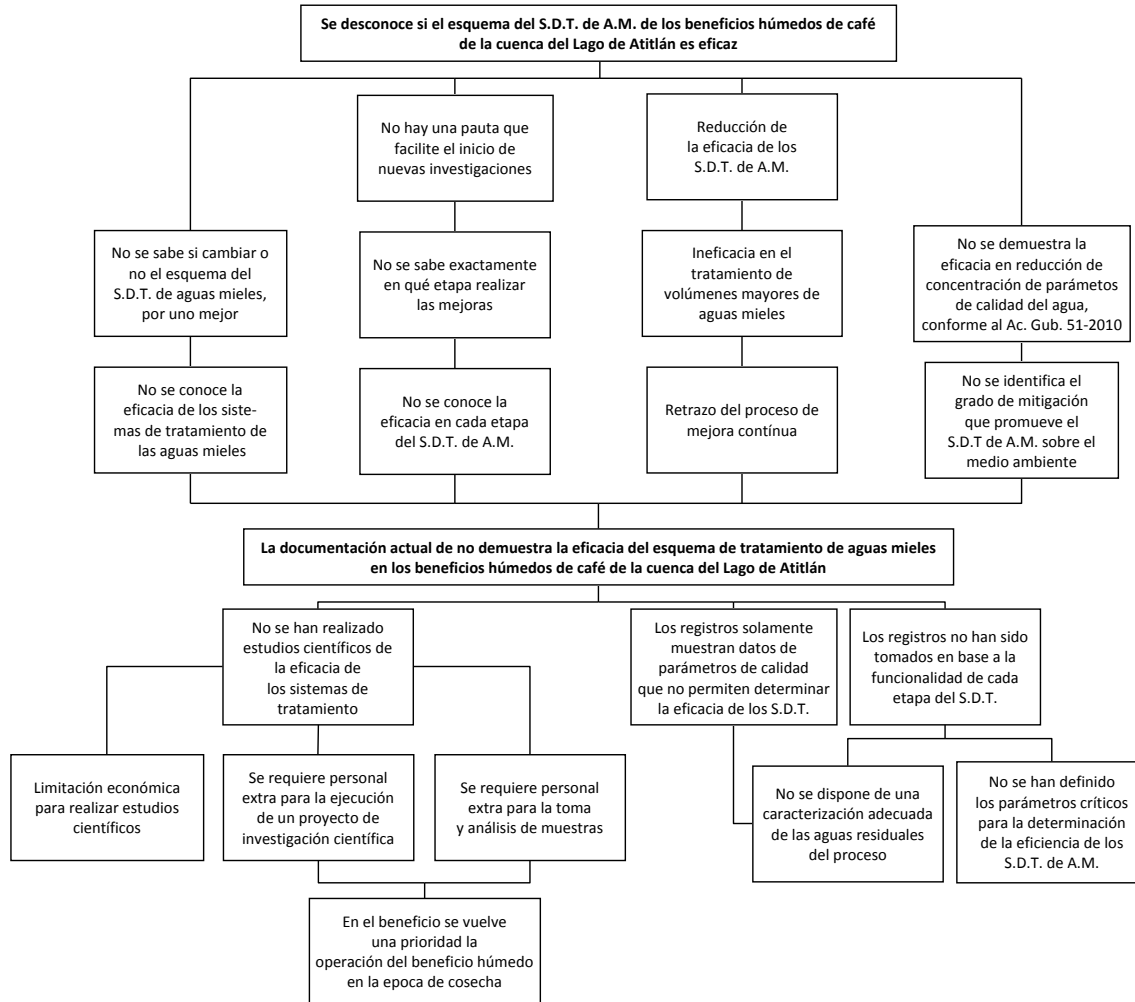 Se desconoce si el esquema del S.D.T. de A.M. de los beneficios húmedos de café
de la cuenca del Lago de Atitlán es eficaz
No hay una pauta que
facilite el inicio de
nuevas investigaciones
Reducción de
la eficacia de los
S.D.T. de A.M.
No se sabe si cambiar o
no el esquema del
S.D.T. de aguas mieles,
por uno mejor
No se sabe exactamente
en qué etapa realizar
las mejoras
Ineficacia en el
tratamiento de
volúmenes mayores de
aguas mieles
No se demuestra la
eficacia en reducción de
concentración de parámetos
de calidad del agua,
conforme al Ac. Gub. 51-2010
No se conoce la
eficacia de los siste-
mas de tratamiento de
las aguas mieles
No se conoce la
eficacia en cada etapa
del S.D.T. de A.M.
Retrazo del proceso de
mejora contínua
No se identifica el
grado de mitigación
que promueve el
S.D.T de A.M. sobre el
medio ambiente
La documentación actual de no demuestra la eficacia del esquema de tratamiento de aguas mieles
en los beneficios húmedos de café de la cuenca del Lago de Atitlán
No se han realizado
estudios científicos de
la eficacia de
los sistemas de
tratamiento
Los registros solamente
muestran datos de
parámetros de calidad
que no permiten determinar
la eficacia de los S.D.T.
Los registros no han sido
tomados en base a la
funcionalidad de cada
etapa del S.D.T.
Limitación económica
para realizar estudios
científicos
Se requiere personal
extra para la ejecución
de un proyecto de
investigación científica
Se requiere personal
extra para la toma
y análisis de muestras
No se dispone de una
caracterización adecuada
de las aguas residuales
del proceso
No se han definido
los parámetros críticos
para la determinación
de la eficiencia de los
S.D.T. de A.M.
En el beneficio se vuelve
una prioridad la
operación del beneficio húmedo
en la epoca de cosecha